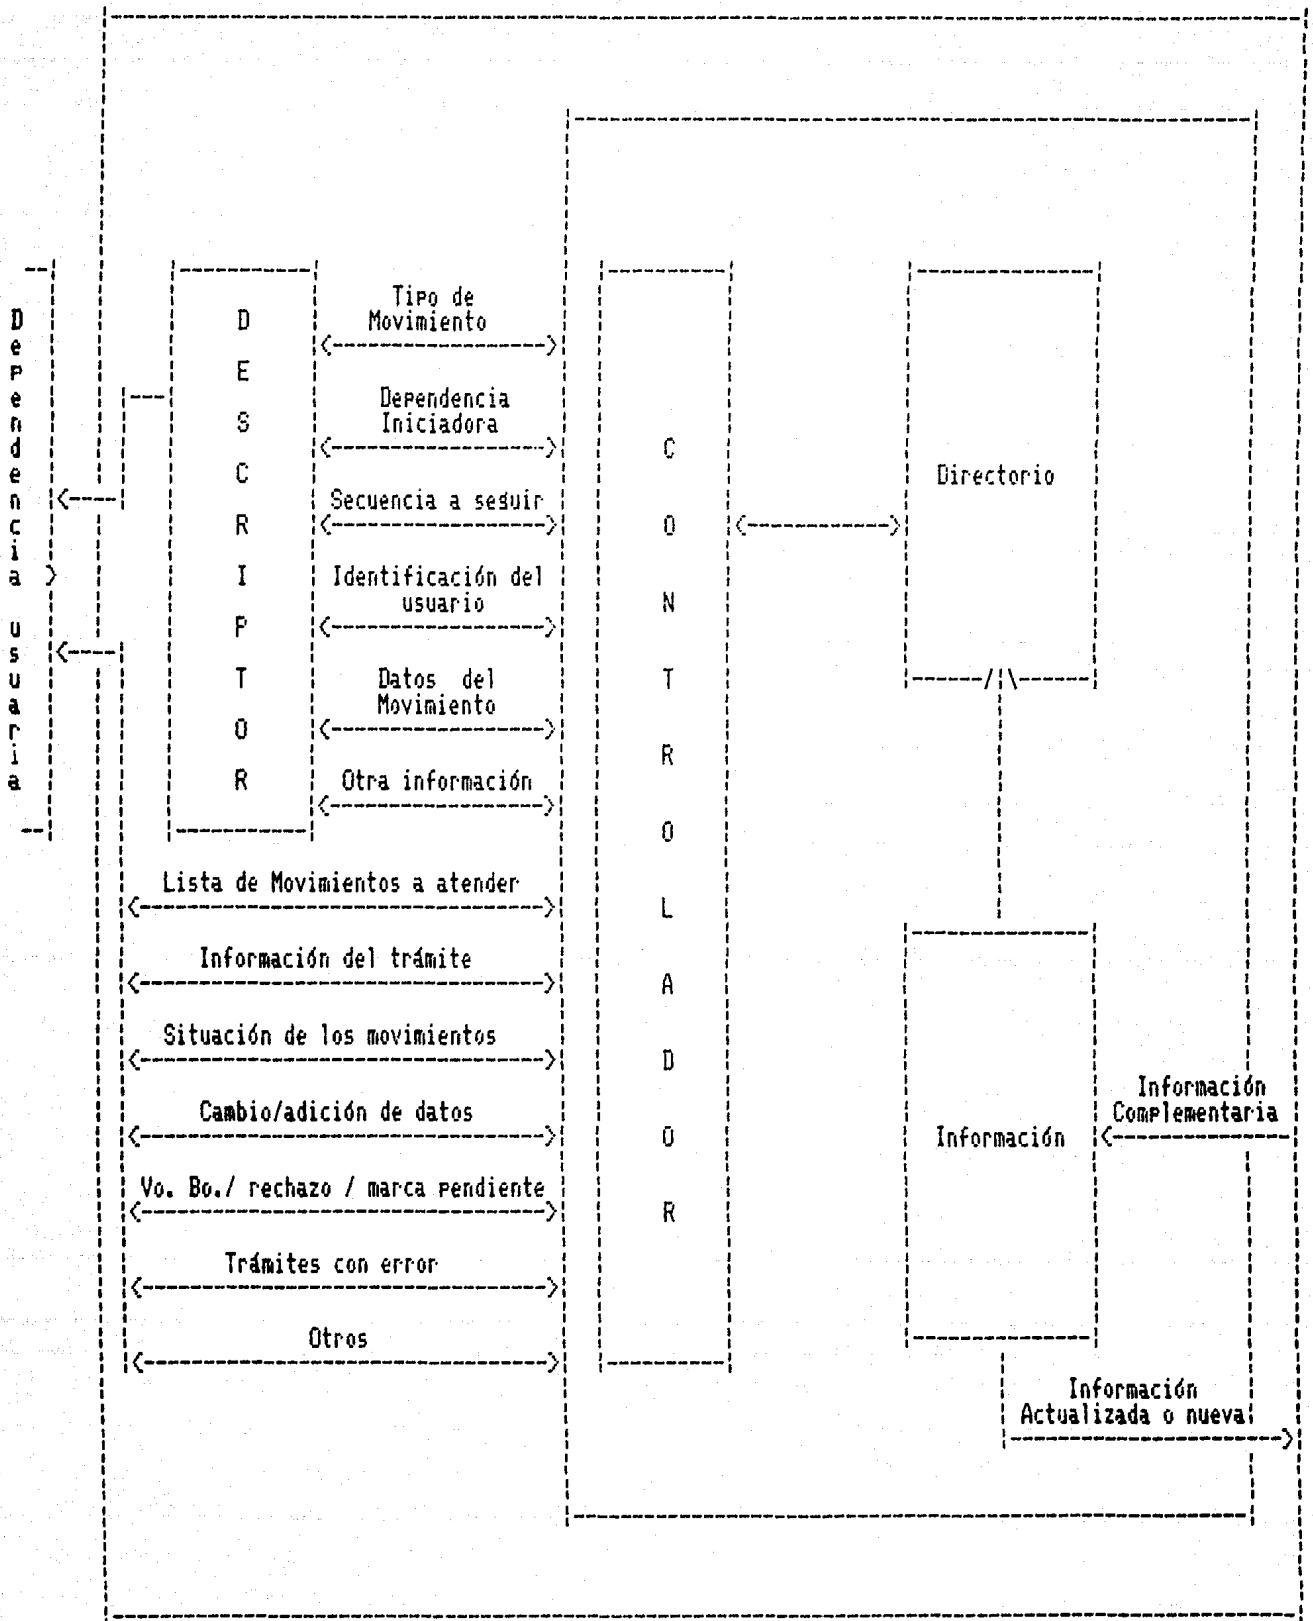 Dependencia usuaria
DESCRIPTOR
Tipo de
Movimiento
Dependencia
Iniciadora
Secuencia a seguir
Identificación del
usuario
Datos del
Movimiento
Otra información
Lista de Movimientos a atender
Información del trámite
Situación de los movimientos
Cambio/adición de datos
Vo. Bo./ rechazo / marca pendiente
Trámites con error
Otros
CONTROLADOR
Directorio
Información
Información
Complementaria
Información
Actualizada o nueva